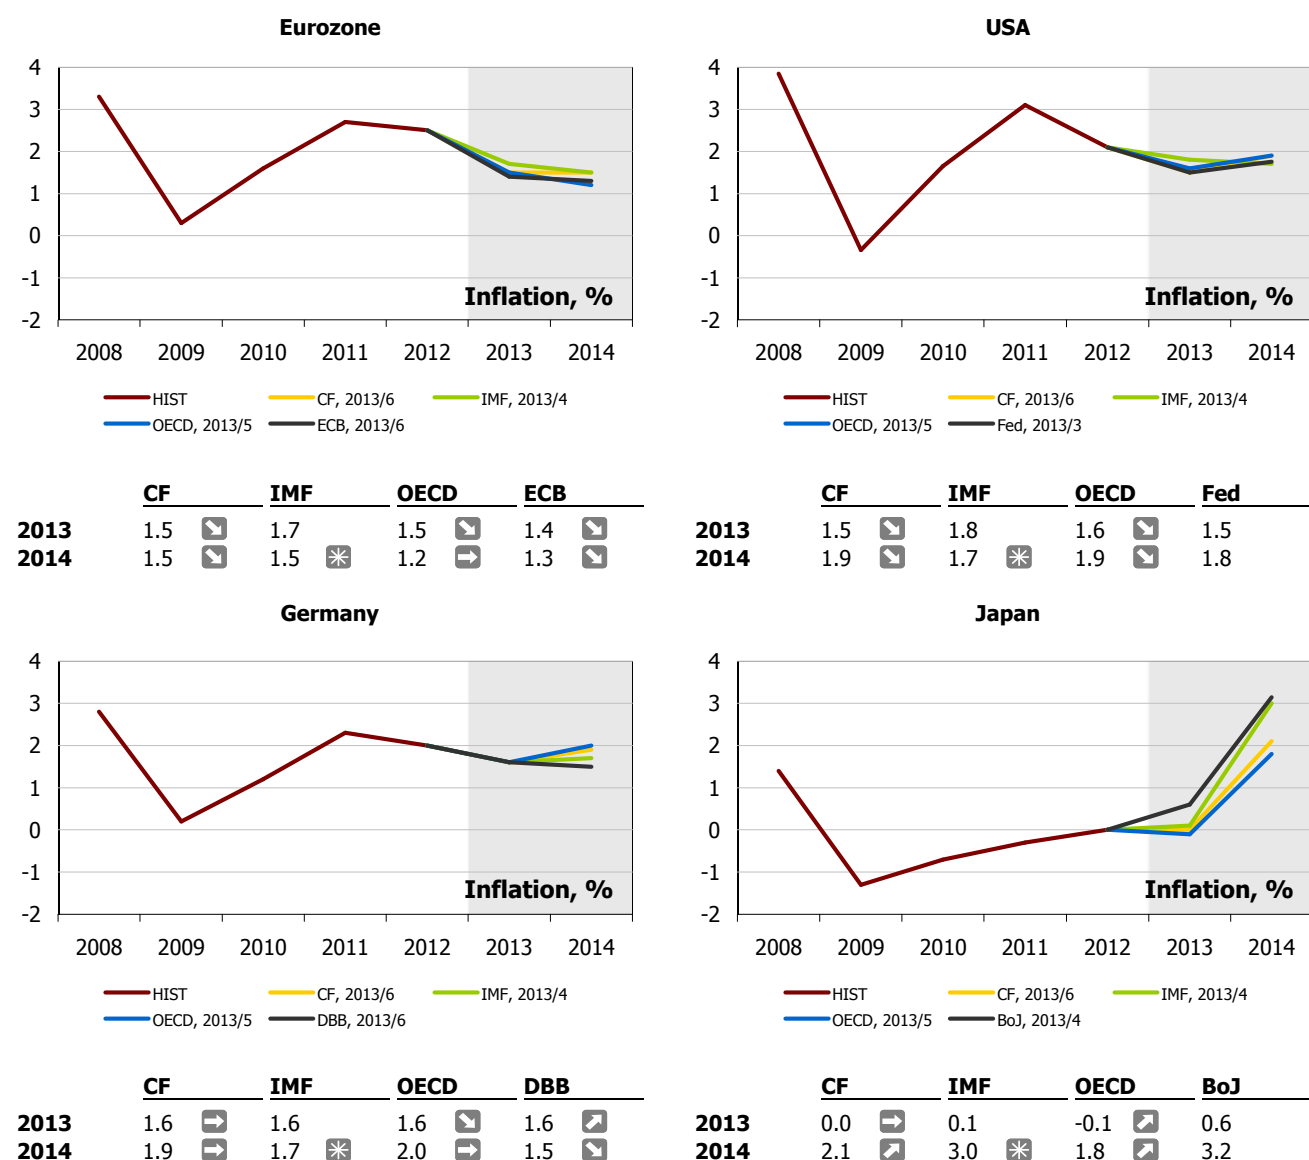 Eurozone
4
3
2
1
0
-1
-2
Inflation, %
2008 2009 2010 2011 2012 2013 2014
HIST CF, 2013/6 IMF, 2013/4
OECD, 2013/5 ECB, 2013/6
CF IMF OECD ECB
2013 1.5 1.7 1.5 1.4
2014 1.5 1.5 1.2 1.3
USA
4
3
2
1
0
-1
-2
Inflation, %
2008 2009 2010 2011 2012 2013 2014
HIST CF, 2013/6 IMF, 2013/4
OECD, 2013/5 Fed, 2013/3
CF IMF OECD Fed
2013 1.5 1.8 1.6 1.5
2014 1.9 1.7 1.9 1.8
Germany
4
3
2
1
0
-1
-2
Inflation, %
2008 2009 2010 2011 2012 2013 2014
HIST CF, 2013/6 IMF, 2013/4
OECD, 2013/5 DBB, 2013/6
CF IMF OECD DBB
2013 1.6 1.6 1.6 1.6
2014 1.9 1.7 2.0 1.5
Japan
4
3
2
1
0
-1
-2
Inflation, %
2008 2009 2010 2011 2012 2013 2014
HIST CF, 2013/6 IMF, 2013/4
OECD, 2013/5 BoJ, 2013/4
CF IMF OECD BoJ
2013 0.0 0.1 -0.1 0.6
2014 2.1 3.0 1.8 3.2